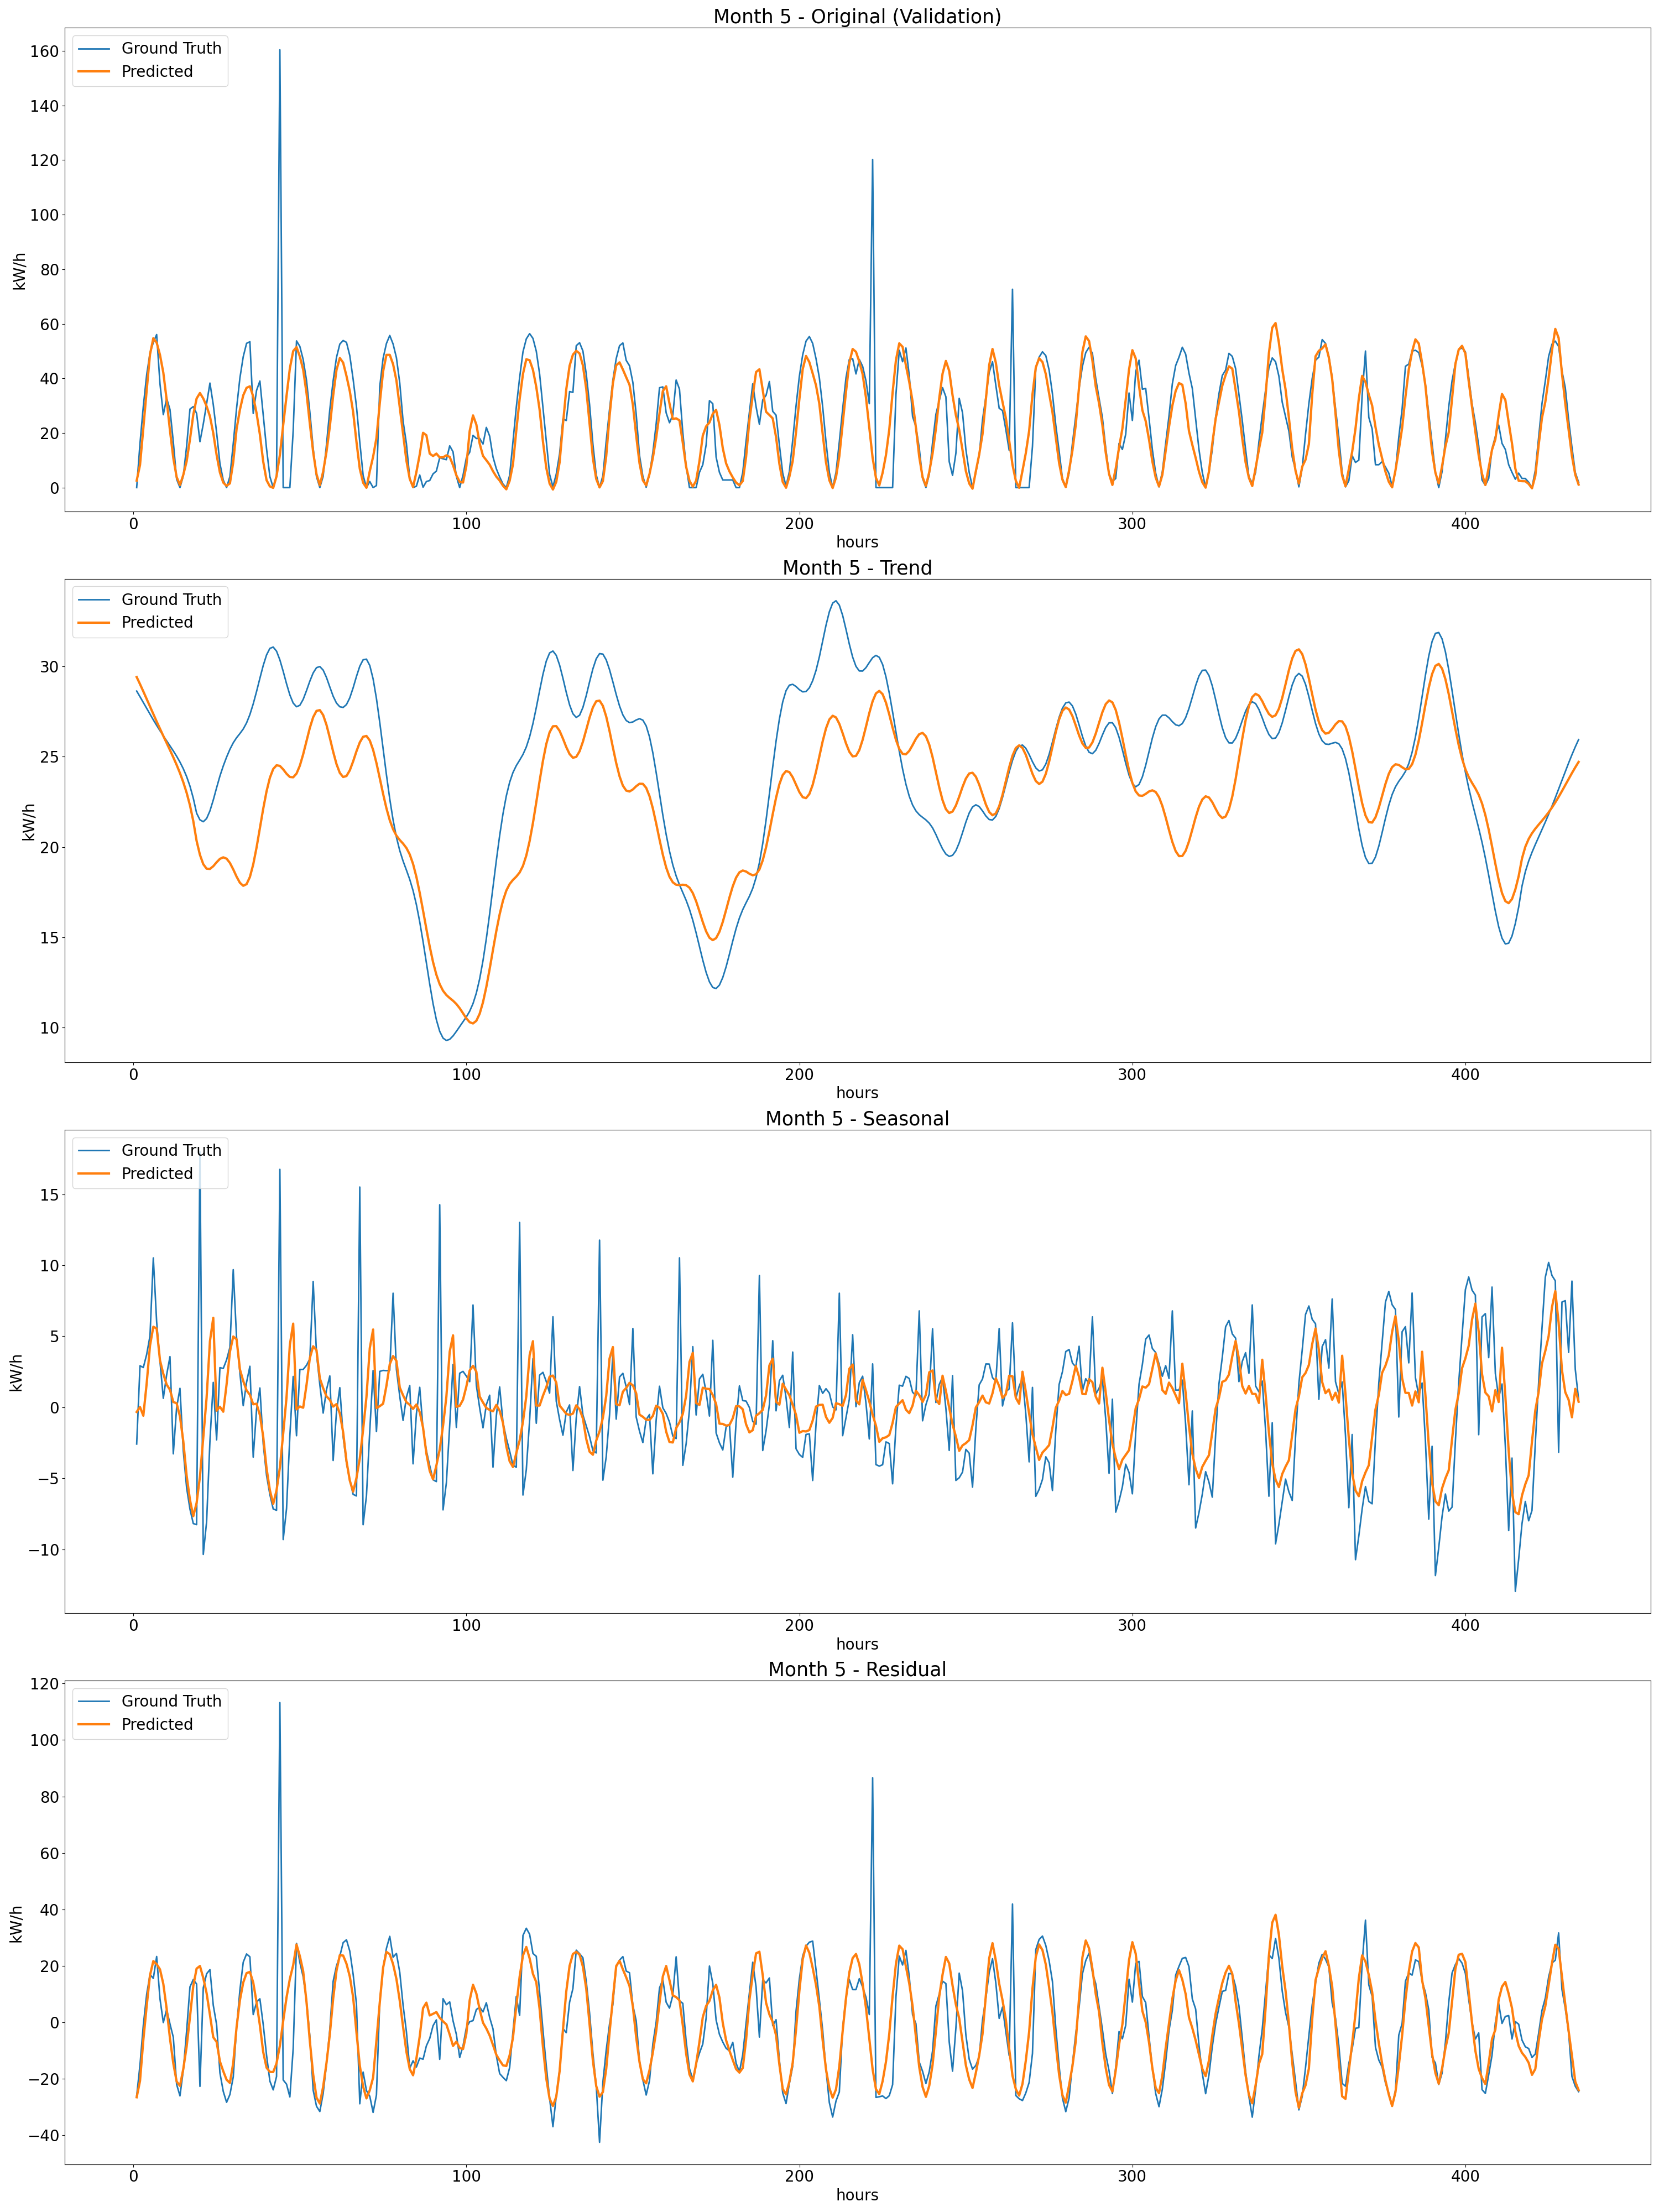 Month 5 - Original (Validation)
Ground Truth
Predicted
160
140
120
100
80
60
40
20
0
kW/h
0 100 200 300 400
hours
Month 5 - Trend
Ground Truth
Predicted
30
25
20
15
10
kW/h
0 100 200 300 400
hours
Month 5 - Seasonal
Ground Truth
Predicted
15
10
5
0
−5
−10
kW/h
0 100 200 300 400
hours
Month 5 - Residual
Ground Truth
Predicted
120
100
80
60
40
20
0
−20
−40
kW/h
0 100 200 300 400
hours